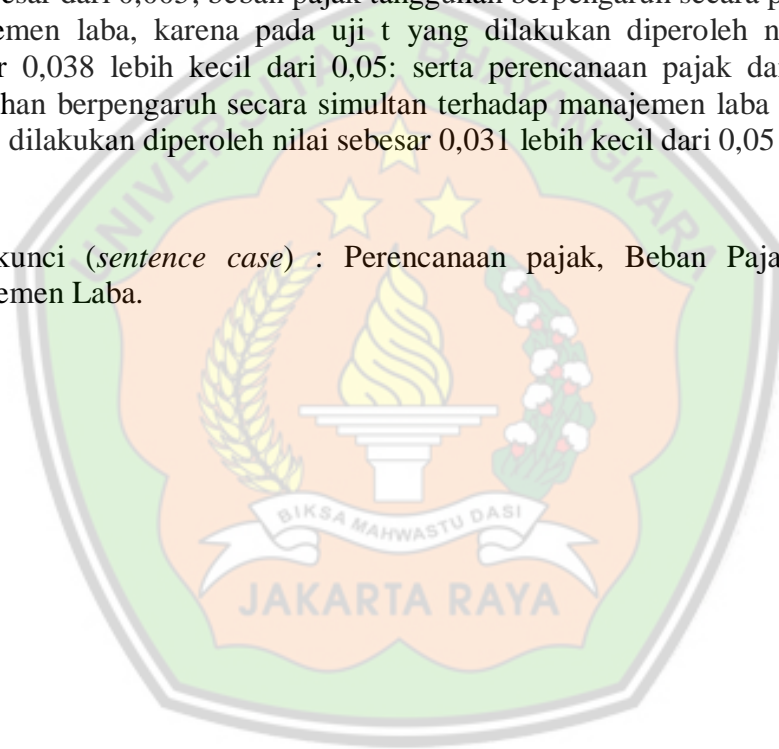 esar dari 0,005; beban pajak tangguhan berpengaruh secara p
emen laba, karena pada uji t yang dilakukan diperoleh n
r 0,038 lebih kecil dari 0,05: serta perencanaan pajak da
han berpengaruh secara simultan terhadap manajemen laba
dilakukan diperoleh nilai sebesar 0,031 lebih kecil dari 0,05
kunci (sentence case) : Perencanaan pajak, Beban Paja
emen Laba.
UNIVERSITAS BHAYANGKARA
BIKSA MAHWASTU DASI
JAKARTA RAYA